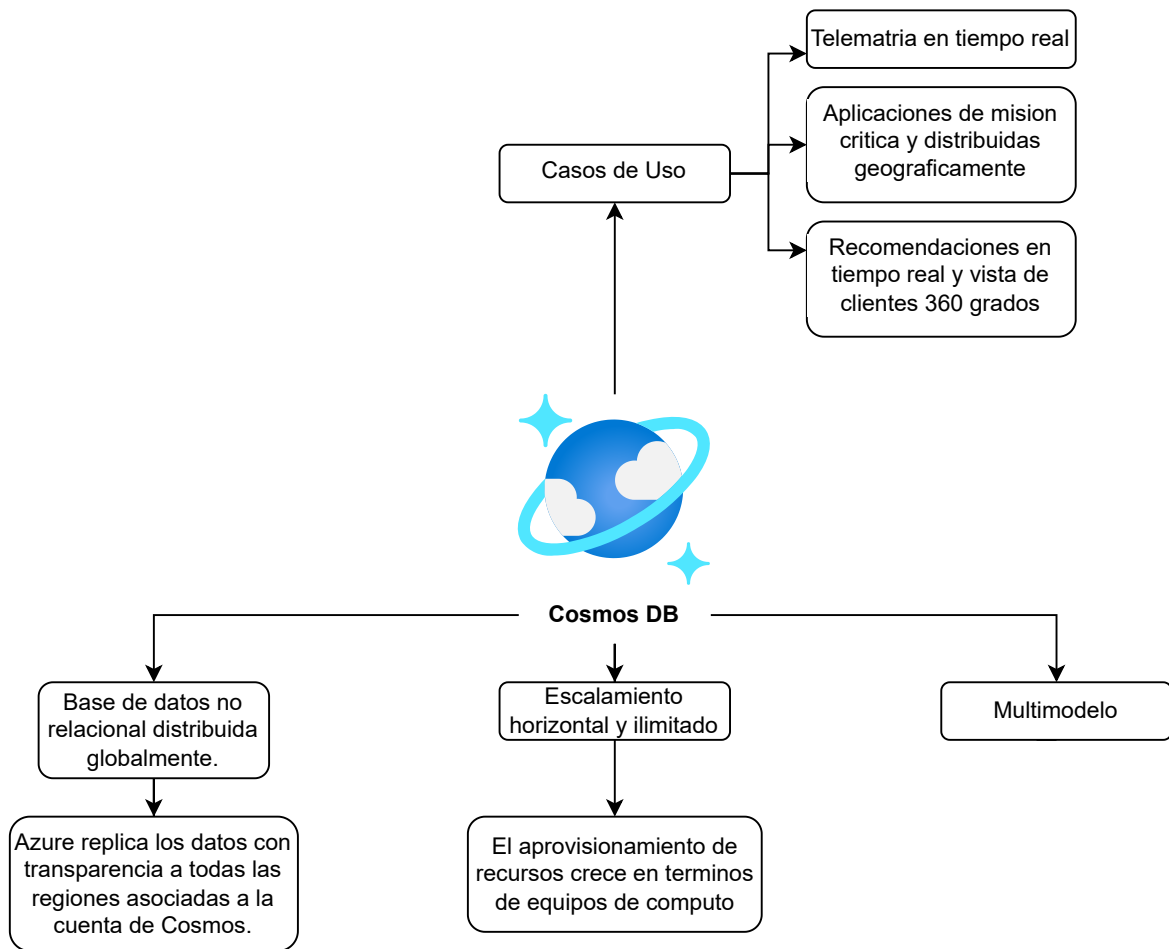 Telematria en tiempo real
Aplicaciones de mision
critica y distribuidas
geograficamente
Casos de Uso
Recomendaciones en
tiempo real y vista de
clientes 360 grados
Cosmos DB
Base de datos no
relacional distribuida
globalmente.
Escalamiento
horizontal y ilimitado
Multimodelo
Azure replica los datos con
transparencia a todas las
regiones asociadas a la
cuenta de Cosmos.
El aprovisionamiento de
recursos crece en terminos
de equipos de computo